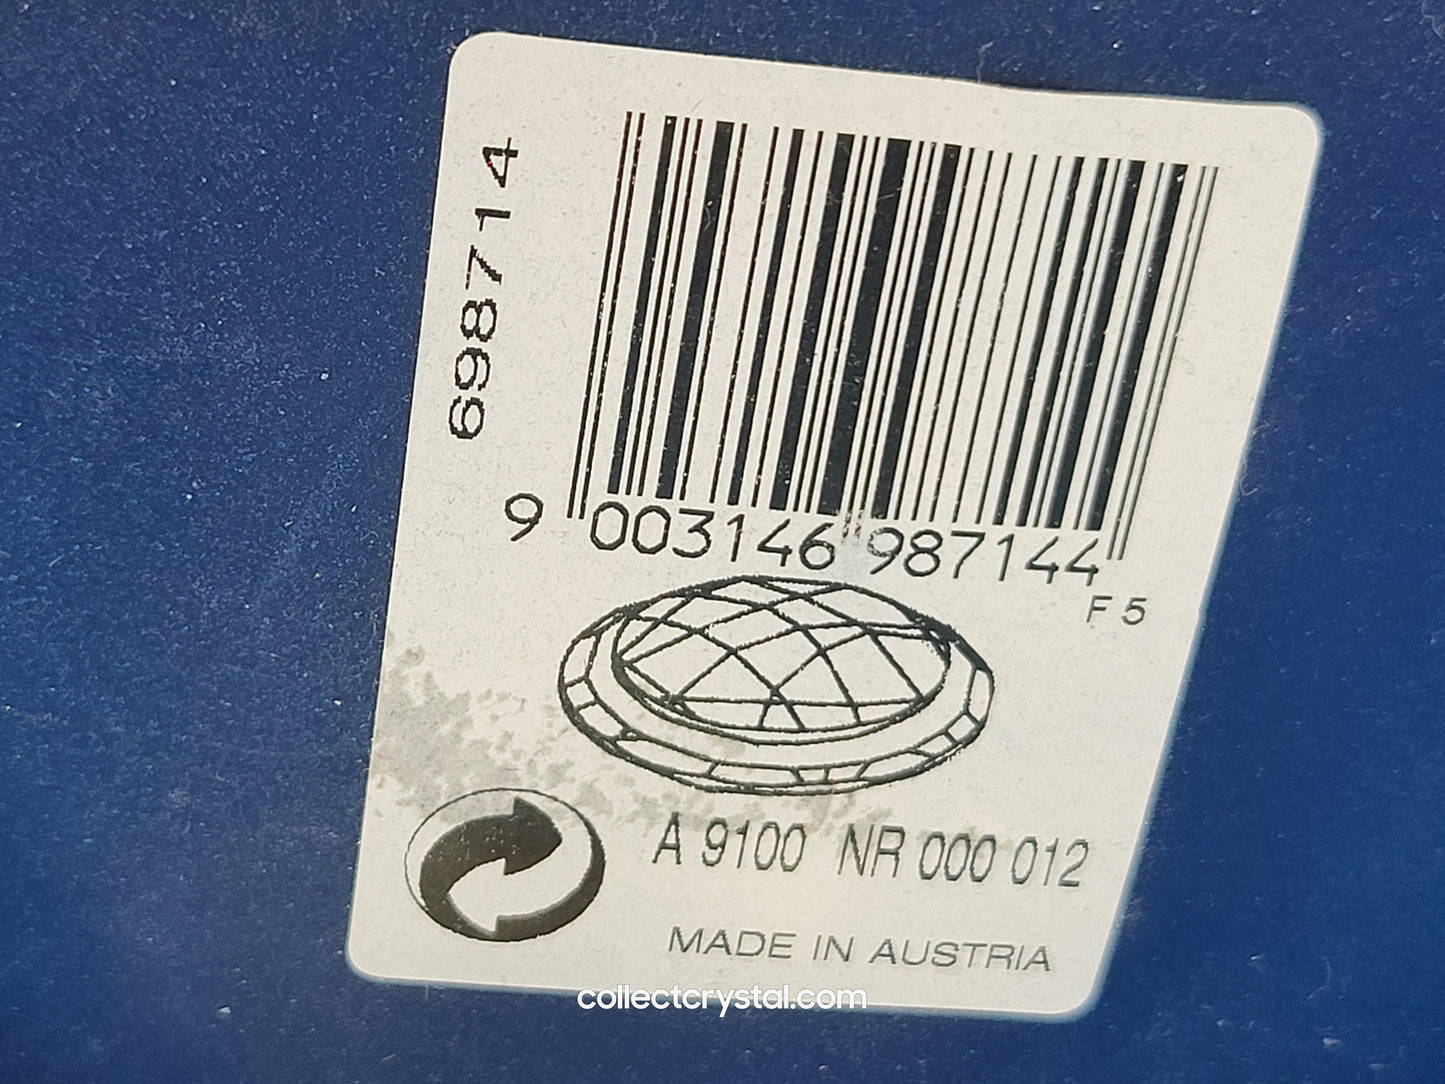 698714
9 003146 987144
F 5
A 9100 NR 000 012
MADE IN AUSTRIA
collectcrystal.com